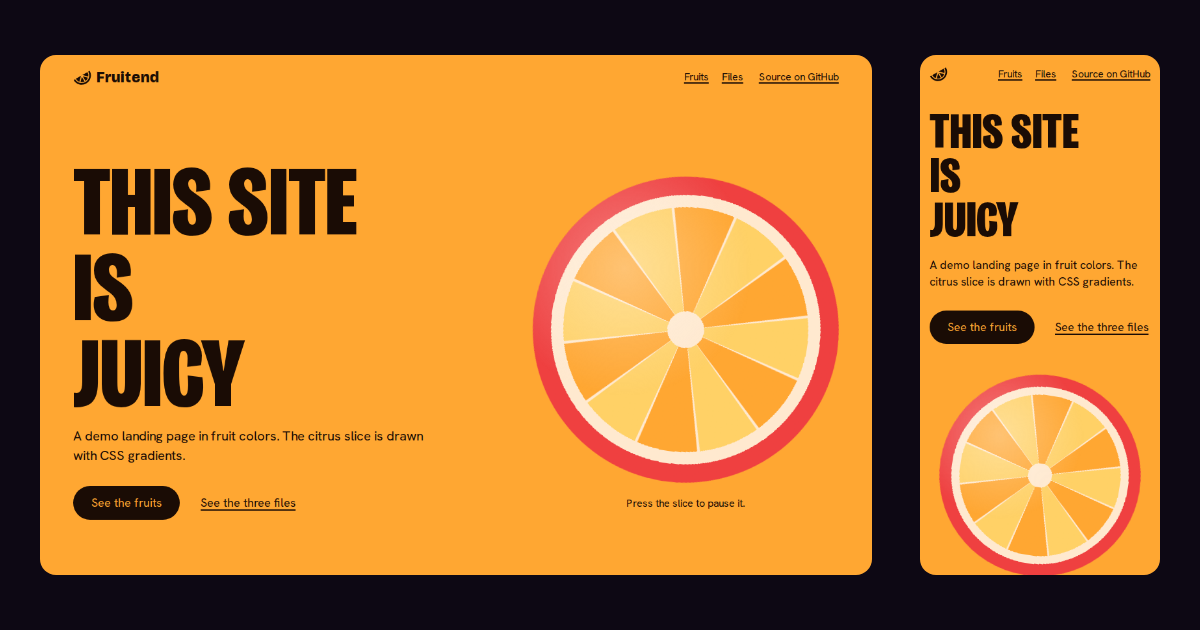 Fruitend
Fruits Files Source on GitHub
THIS SITE
IS
JUICY
A demo landing page in fruit colors. The citrus slice is drawn
with CSS gradients.
See the fruits See the three files
Press the slice to pause it.
Fruits Files Source on GitHub
THIS SITE
IS
JUICY
A demo landing page in fruit colors. The
citrus slice is drawn with CSS gradients.
See the fruits See the three files